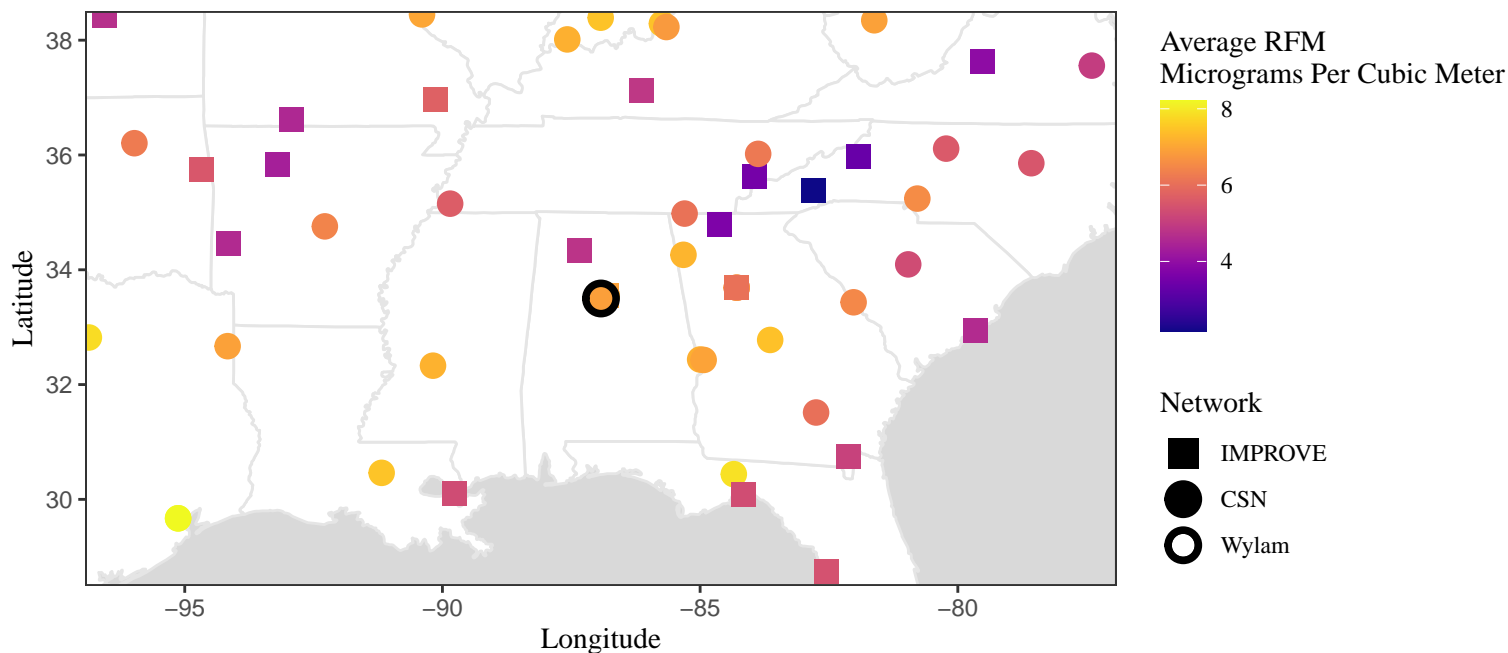 38
36
34
32
30
Latitude
−95
−90
−85
−80
Longitude
Average RFM
Micrograms Per Cubic Meter
8
6
4
Network
IMPROVE
CSN
Wylam